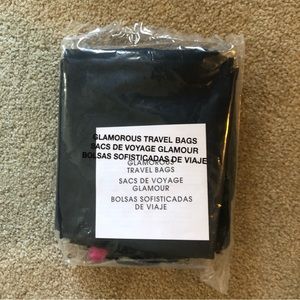 GLAMOROUS TRAVEL BAGS
SACS DE VOYAGE GLAMOUR
BOLSAS SOFISTICADAS DE VIAJE
GLAMOROUS
TRAVEL BAGS
SACS DE VOYAGE
GLAMOUR
BOLSAS SOFISTICADAS
DE VIAJE